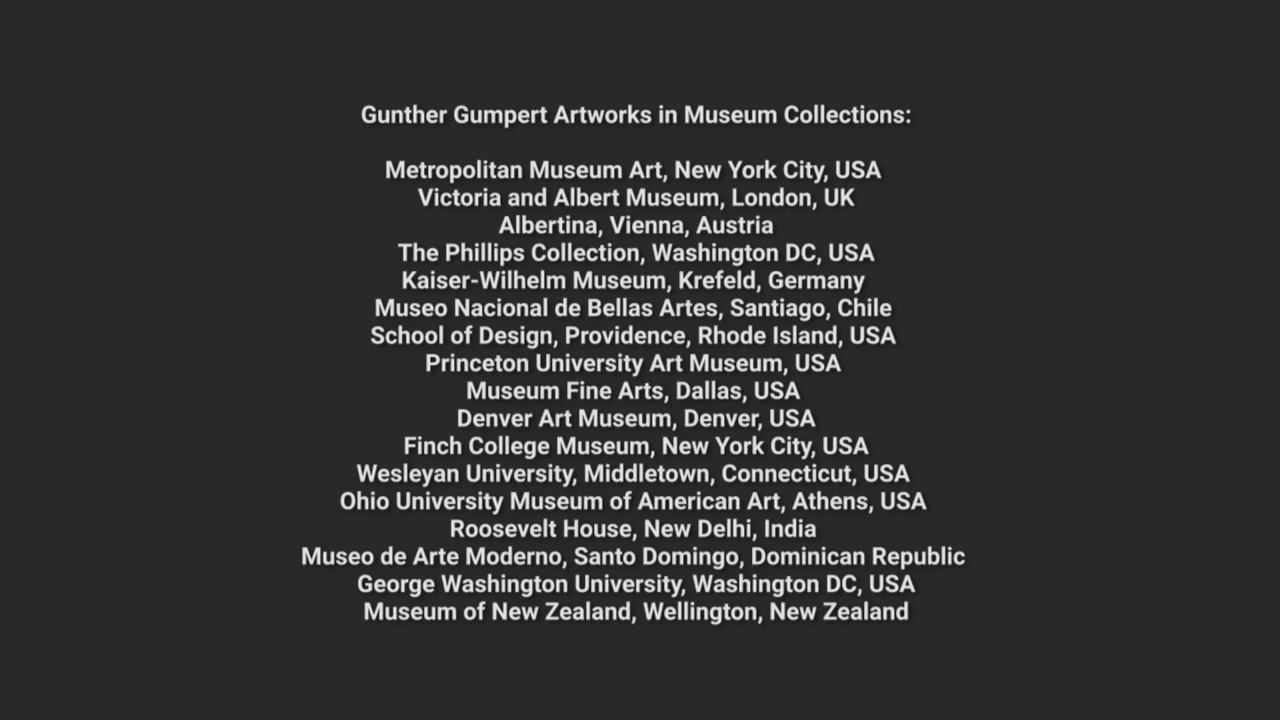 Gunther Gumpert Artworks in Museum Collections:
Metropolitan Museum Art, New York City, USA
Victoria and Albert Museum, London, UK
Albertina, Vienna, Austria
The Phillips Collection, Washington DC, USA
Kaiser-Wilhelm Museum, Krefeld, Germany
Museo Nacional de Bellas Artes, Santiago, Chile
School of Design, Providence, Rhode Island, USA
Princeton University Art Museum, USA
Museum Fine Arts, Dallas, USA
Denver Art Museum, Denver, USA
Finch College Museum, New York City, USA
Wesleyan University, Middletown, Connecticut, USA
Ohio University Museum of American Art, Athens, USA
Roosevelt House, New Delhi, India
Museo de Arte Moderno, Santo Domingo, Dominican Republic
George Washington University, Washington DC, USA
Museum of New Zealand, Wellington, New Zealand